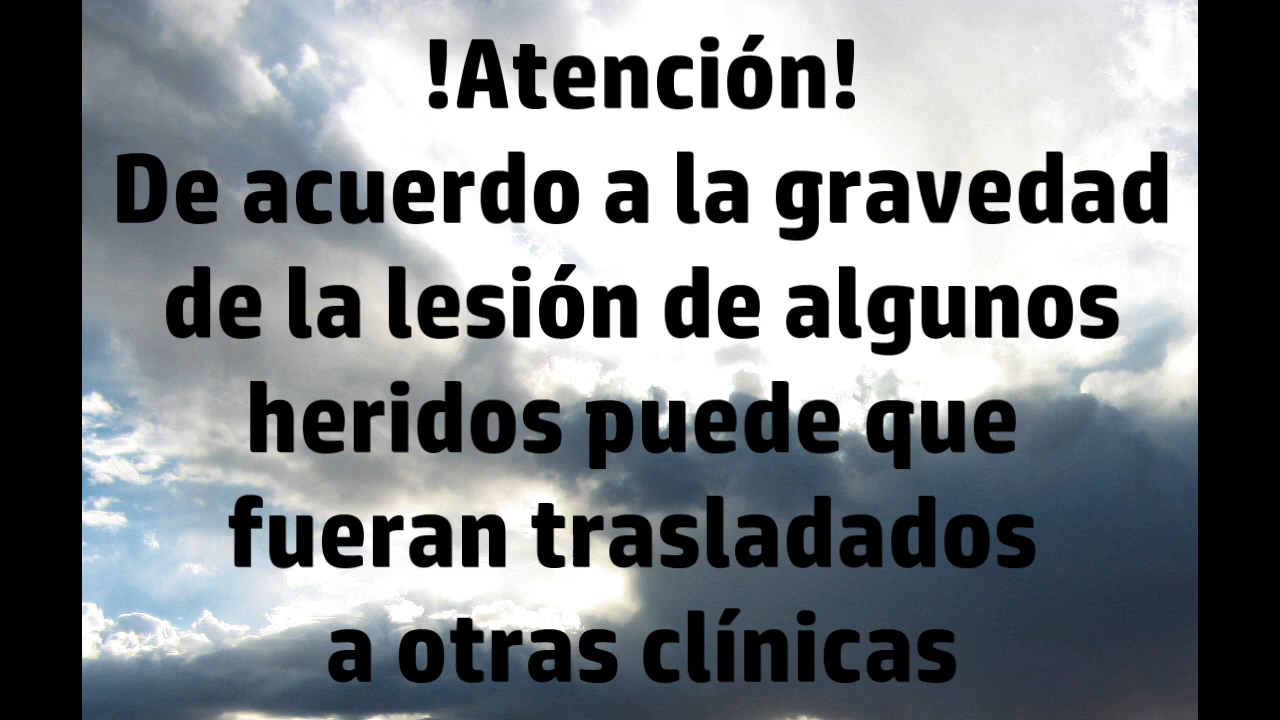 !Atención!
De acuerdo a la gravedad
de la lesión de algunos
heridos puede que
fueran trasladados
a otras clínicas